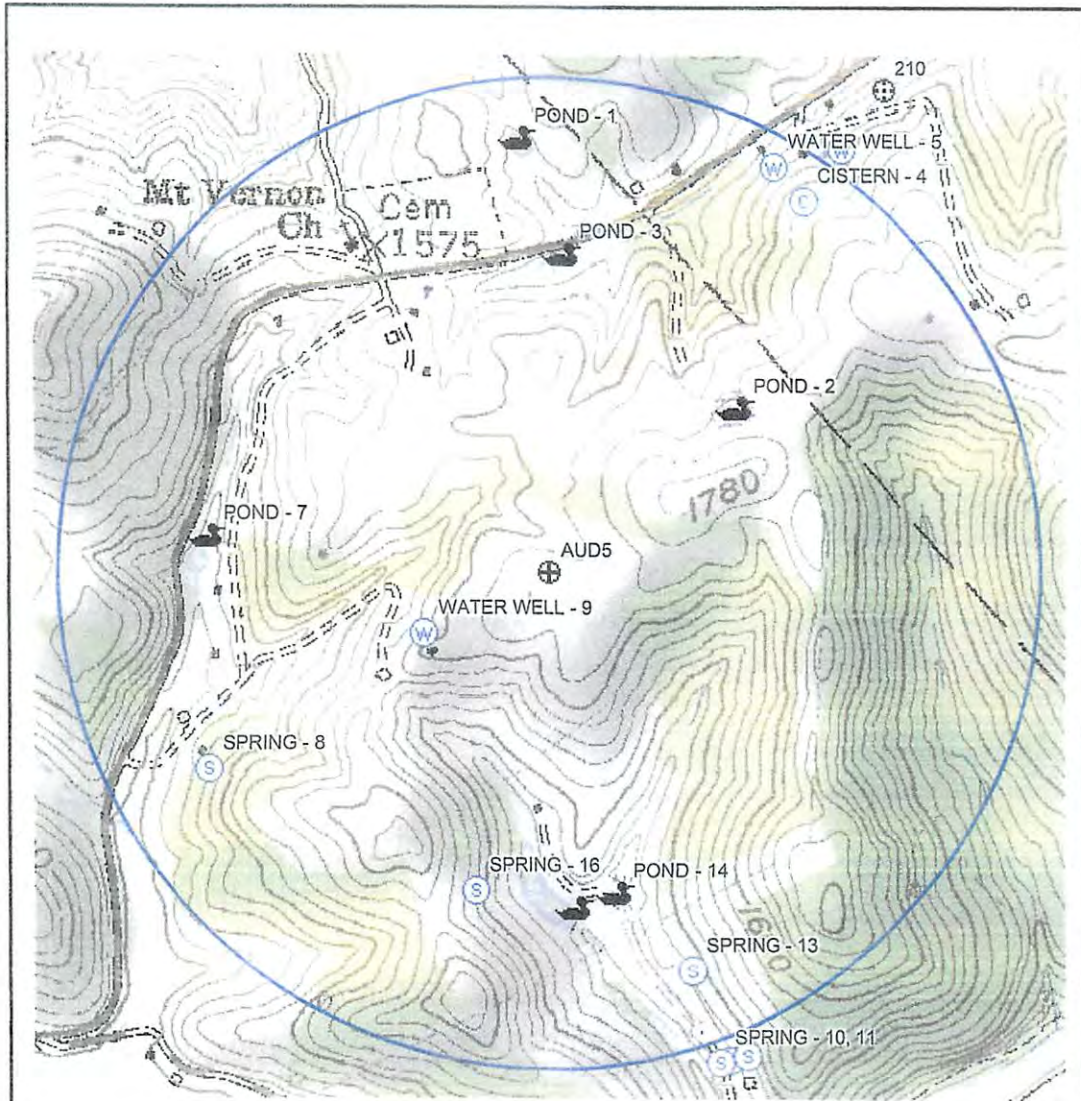 210
POND - 1
WATER WELL - 5
W
W
CISTERN - 4
C
Mt Vernon
Ch
Cem
1575
POND - 3
POND - 2
1780
POND - 7
AUD5
WATER WELL - 9
W
SPRING - 8
S
SPRING - 16
S
POND - 14
SPRING - 13
S
SPRING - 10, 11
S S